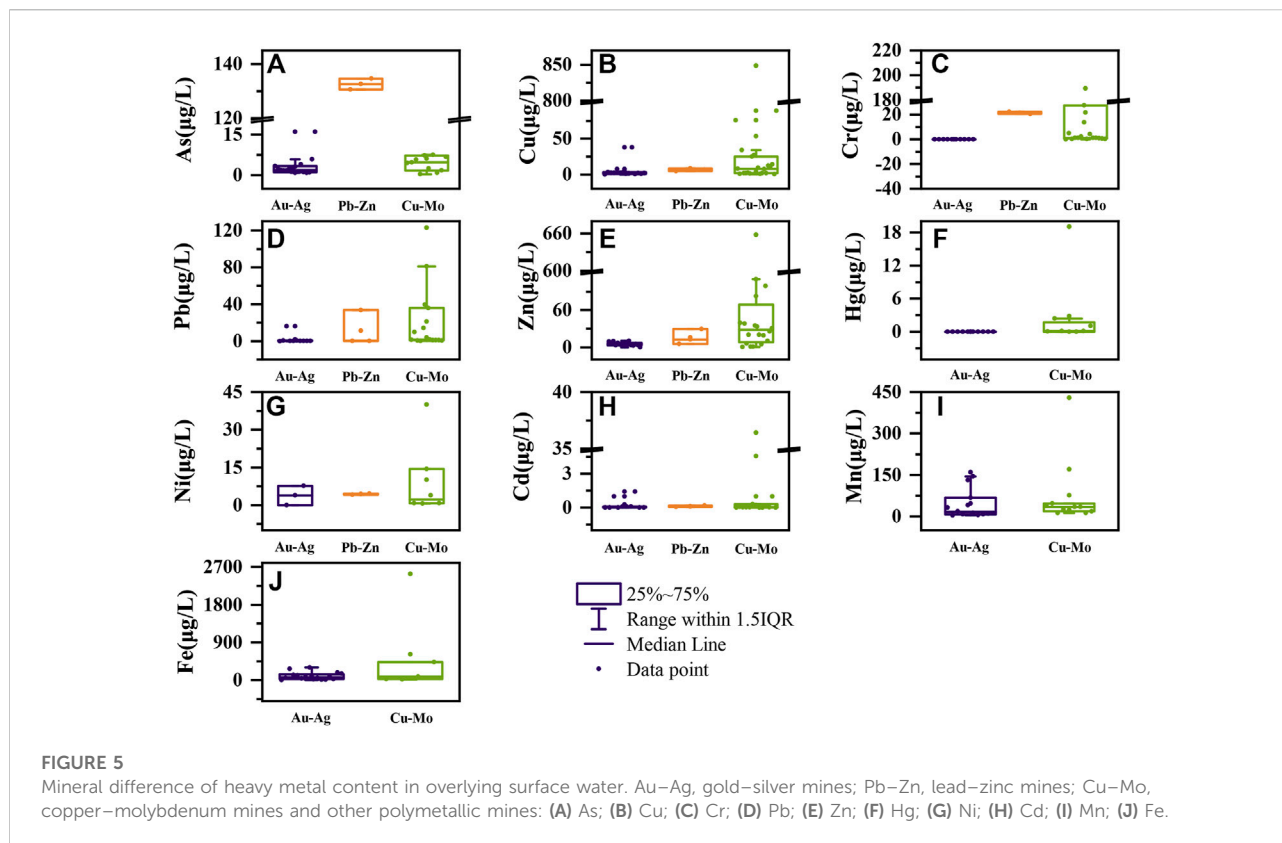 A
As(μg/L)
140
120
15
0
Au-Ag Pb-Zn Cu-Mo
B
Cu(μg/L)
850
800
50
0
Au-Ag Pb-Zn Cu-Mo
C
Cr(μg/L)
220
200
180
20
0
-20
-40
Au-Ag Pb-Zn Cu-Mo
D
Pb(μg/L)
120
80
40
0
Au-Ag Pb-Zn Cu-Mo
E
Zn(μg/L)
660
600
60
0
Au-Ag Pb-Zn Cu-Mo
F
Hg(μg/L)
18
12
6
0
Au-Ag Cu-Mo
G
Ni(μg/L)
45
30
15
0
Au-Ag Pb-Zn Cu-Mo
H
Cd(μg/L)
40
35
3
0
Au-Ag Pb-Zn Cu-Mo
I
Mn(μg/L)
450
300
150
0
Au-Ag Cu-Mo
J
Fe(μg/L)
2700
1800
900
0
Au-Ag Cu-Mo
25%~75%
Range within 1.5IQR
Median Line
Data point
FIGURE 5
Mineral difference of heavy metal content in overlying surface water. Au–Ag, gold–silver mines; Pb–Zn, lead–zinc mines; Cu–Mo,
copper–molybdenum mines and other polymetallic mines: (A) As; (B) Cu; (C) Cr; (D) Pb; (E) Zn; (F) Hg; (G) Ni; (H) Cd; (I) Mn; (J) Fe.